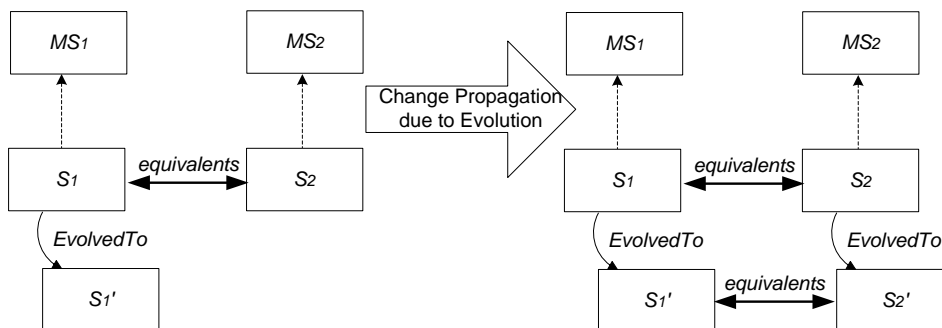 MS1
MS2
MS1
MS2
Change Propagation
due to Evolution
S1
equivalents
S2
S1
equivalents
S2
EvolvedTo
EvolvedTo
EvolvedTo
S1'
S1'
equivalents
S2'